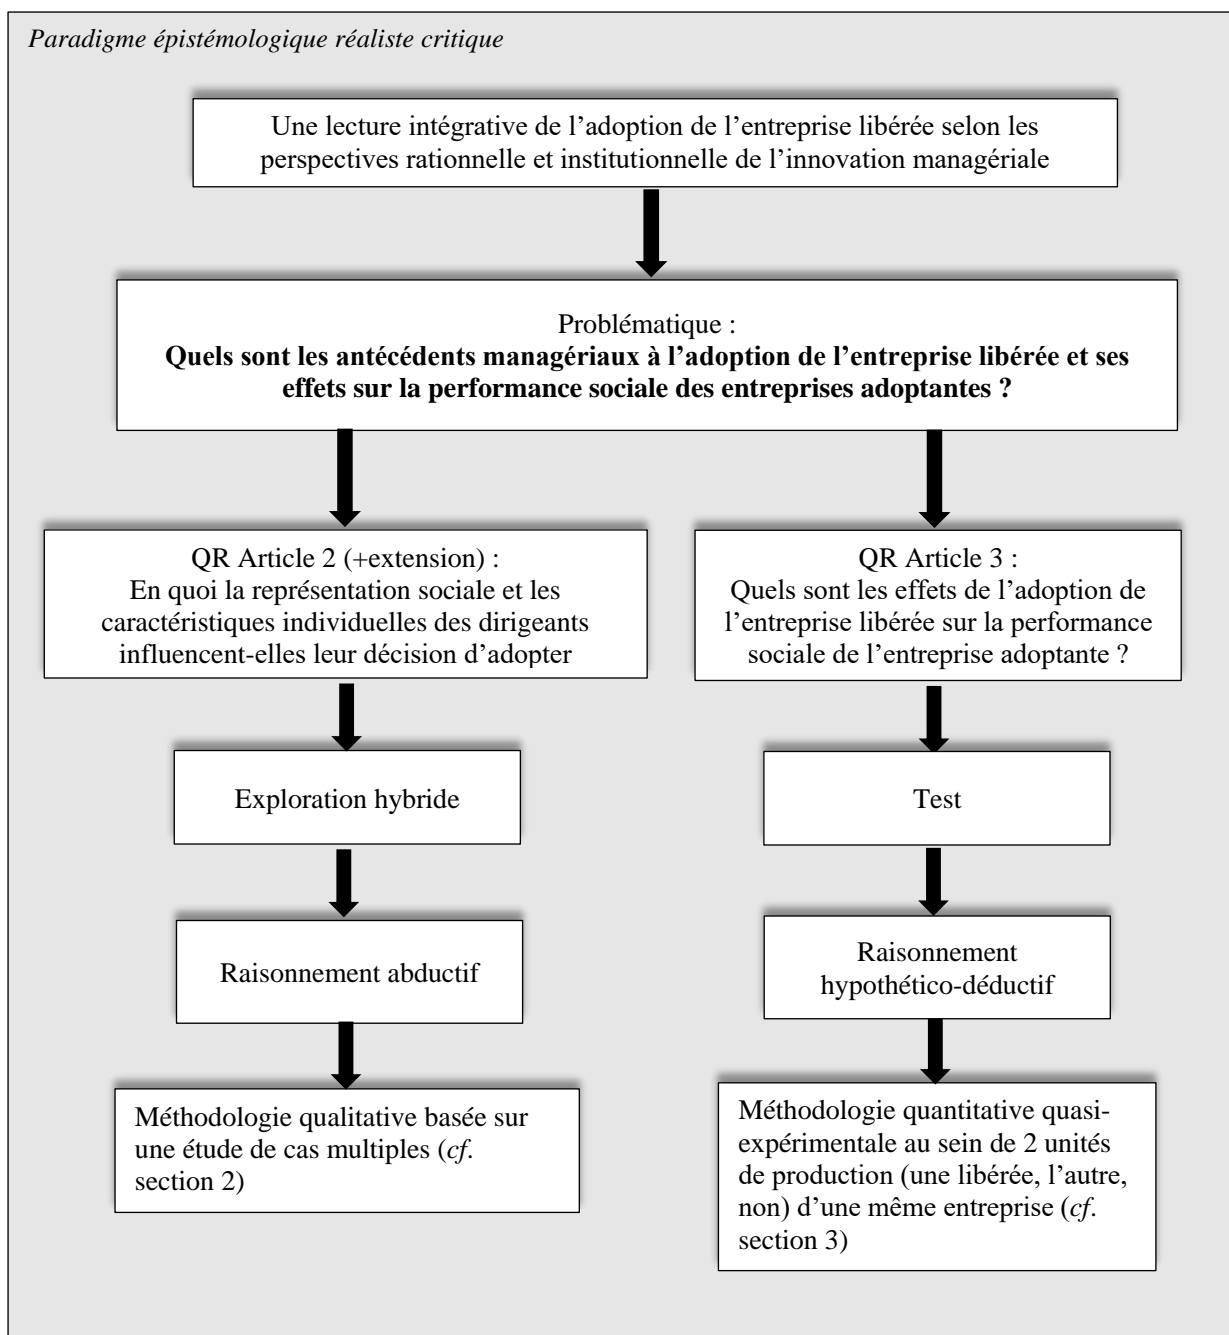 Paradigme épistémologique réaliste critique
Une lecture intégrative de l’adoption de l’entreprise libérée selon les
perspectives rationnelle et institutionnelle de l’innovation managériale
Problématique :
Quels sont les antécédents managériaux à l’adoption de l’entreprise libérée et ses
effets sur la performance sociale des entreprises adoptantes ?
QR Article 2 (+extension) :
En quoi la représentation sociale et les
caractéristiques individuelles des dirigeants
influencent-elles leur décision d’adopter
Exploration hybride
Raisonnement abductif
Méthodologie qualitative basée sur
une étude de cas multiples (cf.
section 2)
QR Article 3 :
Quels sont les effets de l’adoption de
l’entreprise libérée sur la performance
sociale de l’entreprise adoptante ?
Test
Raisonnement
hypothético-déductif
Méthodologie quantitative quasi-
expérimentale au sein de 2 unités
de production (une libérée, l’autre,
non) d’une même entreprise (cf.
section 3)